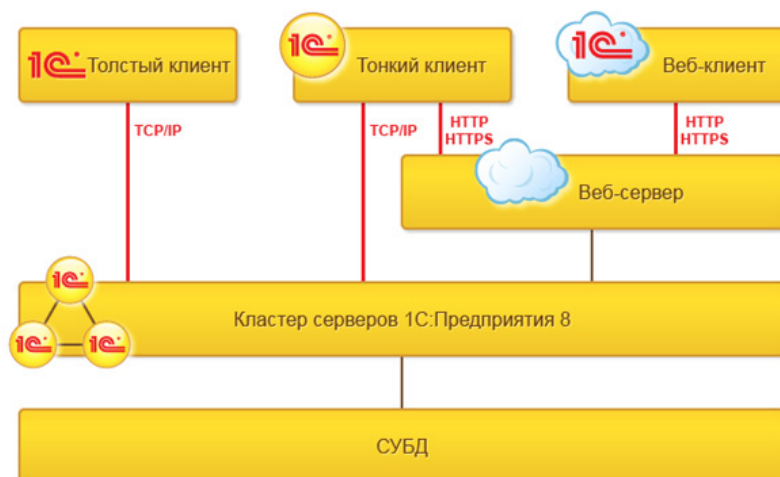 1С Толстый клиент
1С Тонкий клиент
1С Веб-клиент
TCP/IP
TCP/IP
HTTP
HTTPS
HTTP
HTTPS
Веб-сервер
1С
1С
1С
Кластер серверов 1С:Предприятия 8
СУБД